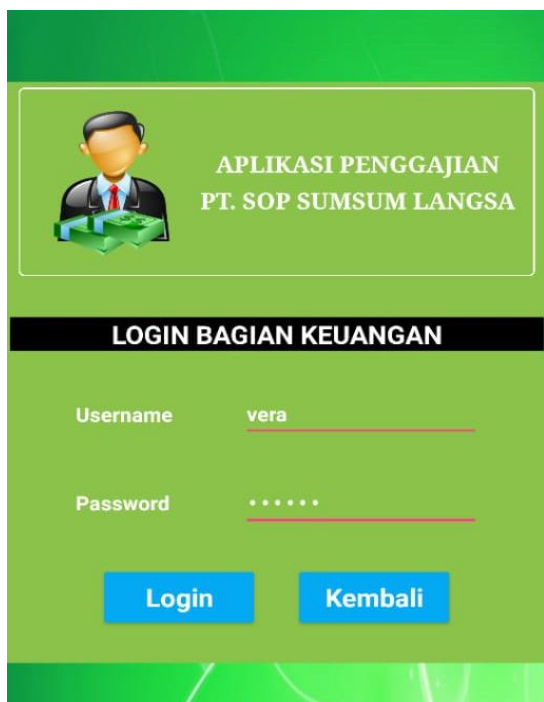 APLIKASI PENGGAJIAN
PT. SOP SUMSUM LANGSA
LOGIN BAGIAN KEUANGAN
Username vera
Password ••••••
Login Kembali